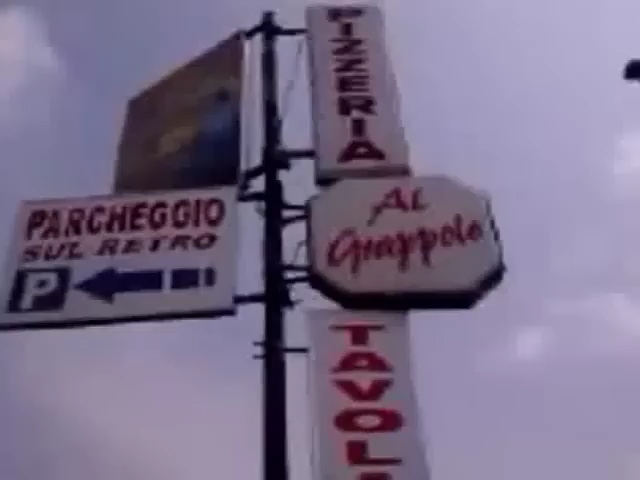 PIZZERIA
PARCHEGGIO
SUL RETRO
P
AL
Grappolo
TAVOL